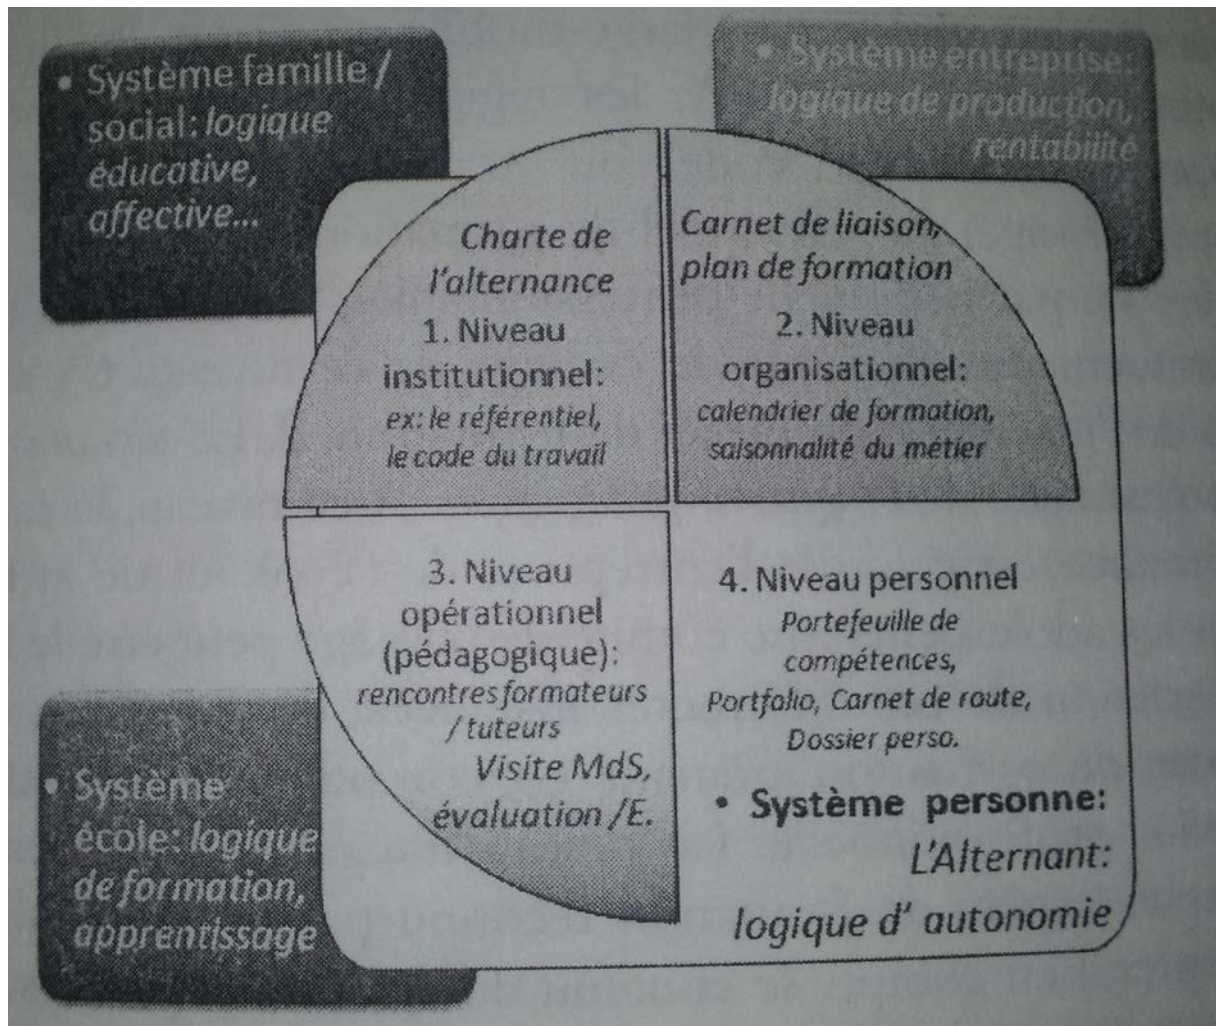 • Système famille /
social: logique
éducative,
affective...
• Système entreprise:
logique de production,
rentabilité
Charte de
l'alternance
1. Niveau
institutionnel:
ex: le référentiel,
le code du travail
Carnet de liaison,
plan de formation
2. Niveau
organisationnel:
calendrier de formation,
saisonnalité du métier
3. Niveau
opérationnel
(pédagogique):
rencontres formateurs
/ tuteurs
Visite MdS,
évaluation /E.
4. Niveau personnel
Portefeuille de
compétences,
Portfolio, Carnet de route,
Dossier perso.
• Système
école: logique
de formation,
apprentissage
• Système personne:
L'Alternant:
logique d' autonomie